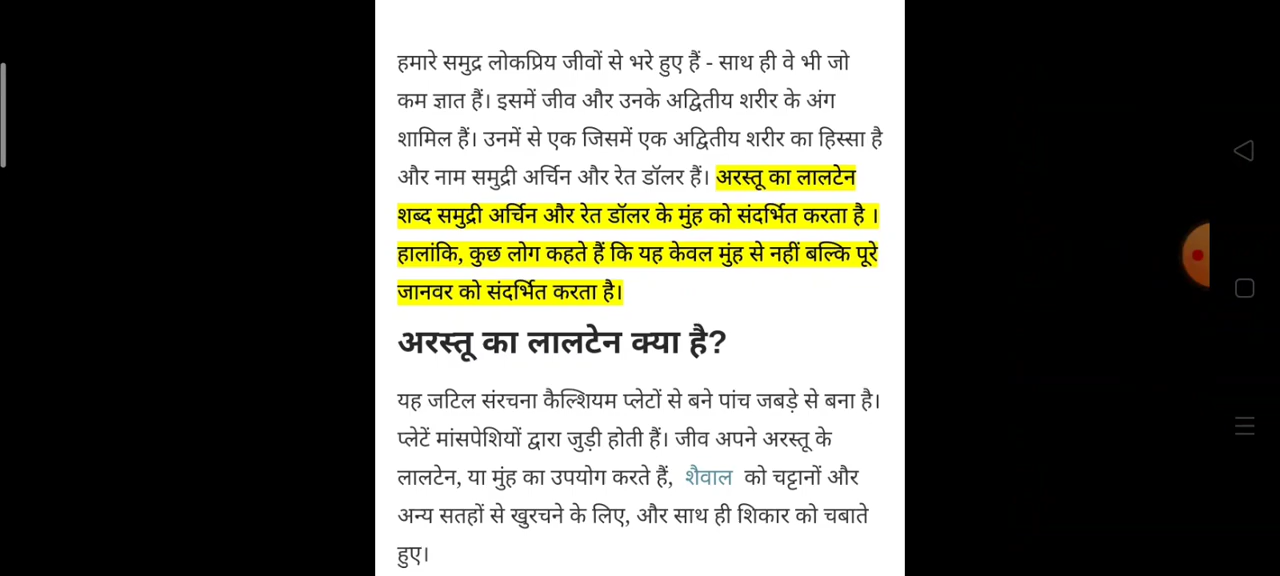 हमारे समुद्र लोकप्रिय जीवों से भरे हुए हैं - साथ ही वे भी जो
कम ज्ञात हैं। इसमें जीव और उनके अद्वितीय शरीर के अंग
शामिल हैं। उनमें से एक जिसमें एक अद्वितीय शरीर का हिस्सा है
और नाम समुद्री अर्चिन और रेत डॉलर हैं। अरस्तू का लालटेन
शब्द समुद्री अर्चिन और रेत डॉलर के मुंह को संदर्भित करता है ।
हालांकि, कुछ लोग कहते हैं कि यह केवल मुंह से नहीं बल्कि पूरे
जानवर को संदर्भित करता है।
अरस्तू का लालटेन क्या है?
यह जटिल संरचना कैल्शियम प्लेटों से बने पांच जबड़े से बना है।
प्लेटें मांसपेशियों द्वारा जुड़ी होती हैं। जीव अपने अरस्तू के
लालटेन, या मुंह का उपयोग करते हैं, शैवाल को चट्टानों और
अन्य सतहों से खुरचने के लिए, और साथ ही शिकार को चबाते
हुए।